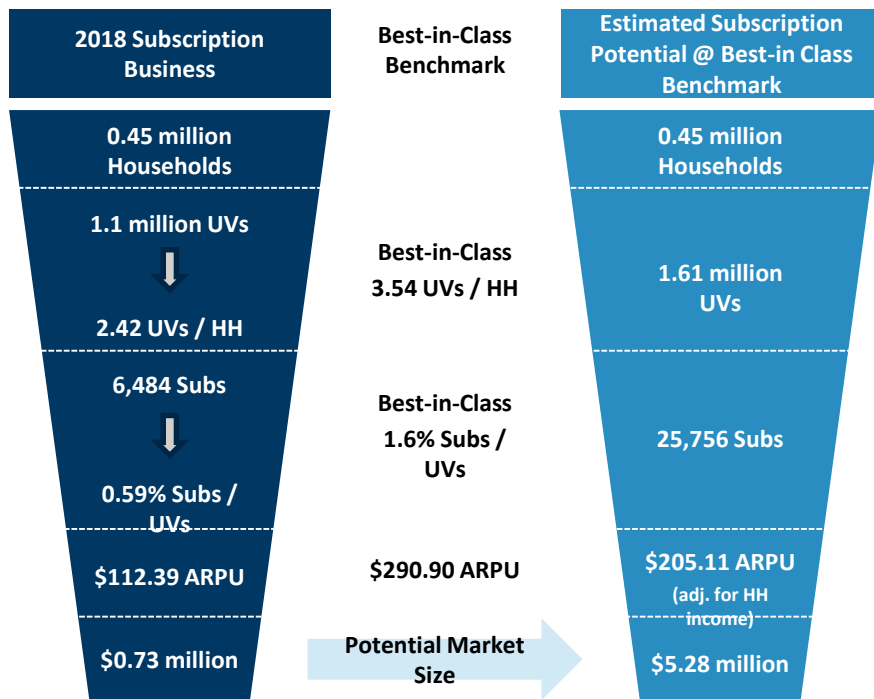 2018 Subscription
Business
Best-in-Class
Benchmark
Estimated Subscription
Potential @ Best-in Class
Benchmark
0.45 million
Households
0.45 million
Households
1.1 million UVs
2.42 UVs / HH
Best-in-Class
3.54 UVs / HH
1.61 million
UVs
6,484 Subs
0.59% Subs /
UVs
Best-in-Class
1.6% Subs /
UVs
25,756 Subs
$112.39 ARPU
$290.90 ARPU
$205.11 ARPU
(adj. for HH
income)
$0.73 million
Potential Market
Size
$5.28 million